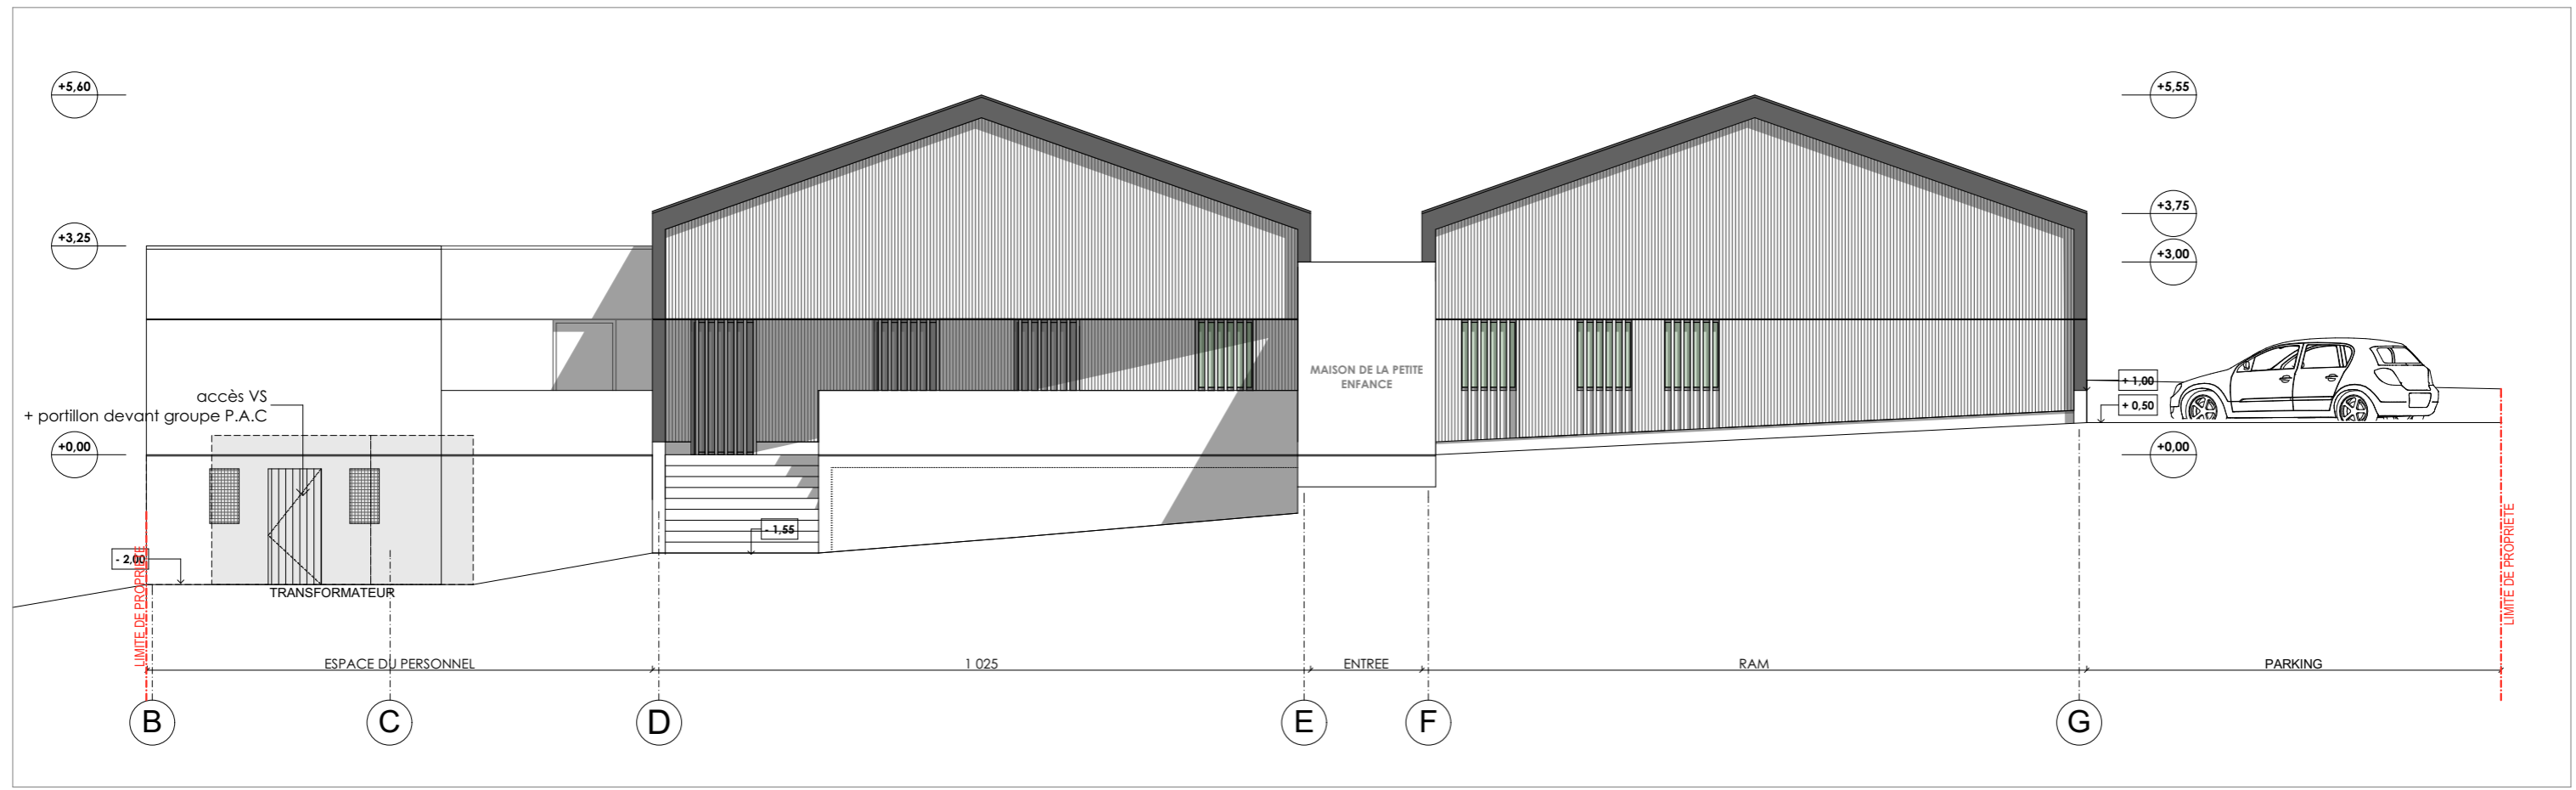 +5,60
+5,55
+3,75
+3,25
+3,00
MAISON DE LA PETITE
ENFANCE
+ 1,00
+ 0,50
accès VS
+ portillon devant groupe P.A.C
+0,00
+0,00
- 1,55
- 2,00
TRANSFORMATEUR
LIMITE DE PROPRIETE
LIMITE DE PROPRIETE
ESPACE DU PERSONNEL
1 025
ENTREE
RAM
PARKING
B
C
D
E
F
G